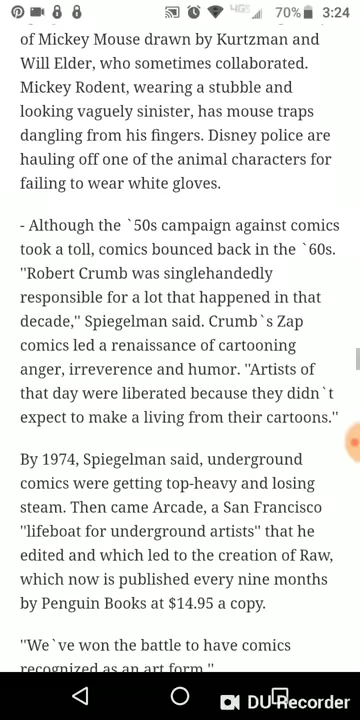 4G
70%
3:24
of Mickey Mouse drawn by Kurtzman and
Will Elder, who sometimes collaborated.
Mickey Rodent, wearing a stubble and
looking vaguely sinister, has mouse traps
dangling from his fingers. Disney police are
hauling off one of the animal characters for
failing to wear white gloves.
- Although the `50s campaign against comics
took a toll, comics bounced back in the `60s.
"Robert Crumb was singlehandedly
responsible for a lot that happened in that
decade," Spiegelman said. Crumb`s Zap
comics led a renaissance of cartooning
anger, irreverence and humor. "Artists of
that day were liberated because they didn`t
expect to make a living from their cartoons."
By 1974, Spiegelman said, underground
comics were getting top-heavy and losing
steam. Then came Arcade, a San Francisco
"lifeboat for underground artists" that he
edited and which led to the creation of Raw,
which now is published every nine months
by Penguin Books at $14.95 a copy.
"We`ve won the battle to have comics
recognized as an art form."
DU Recorder